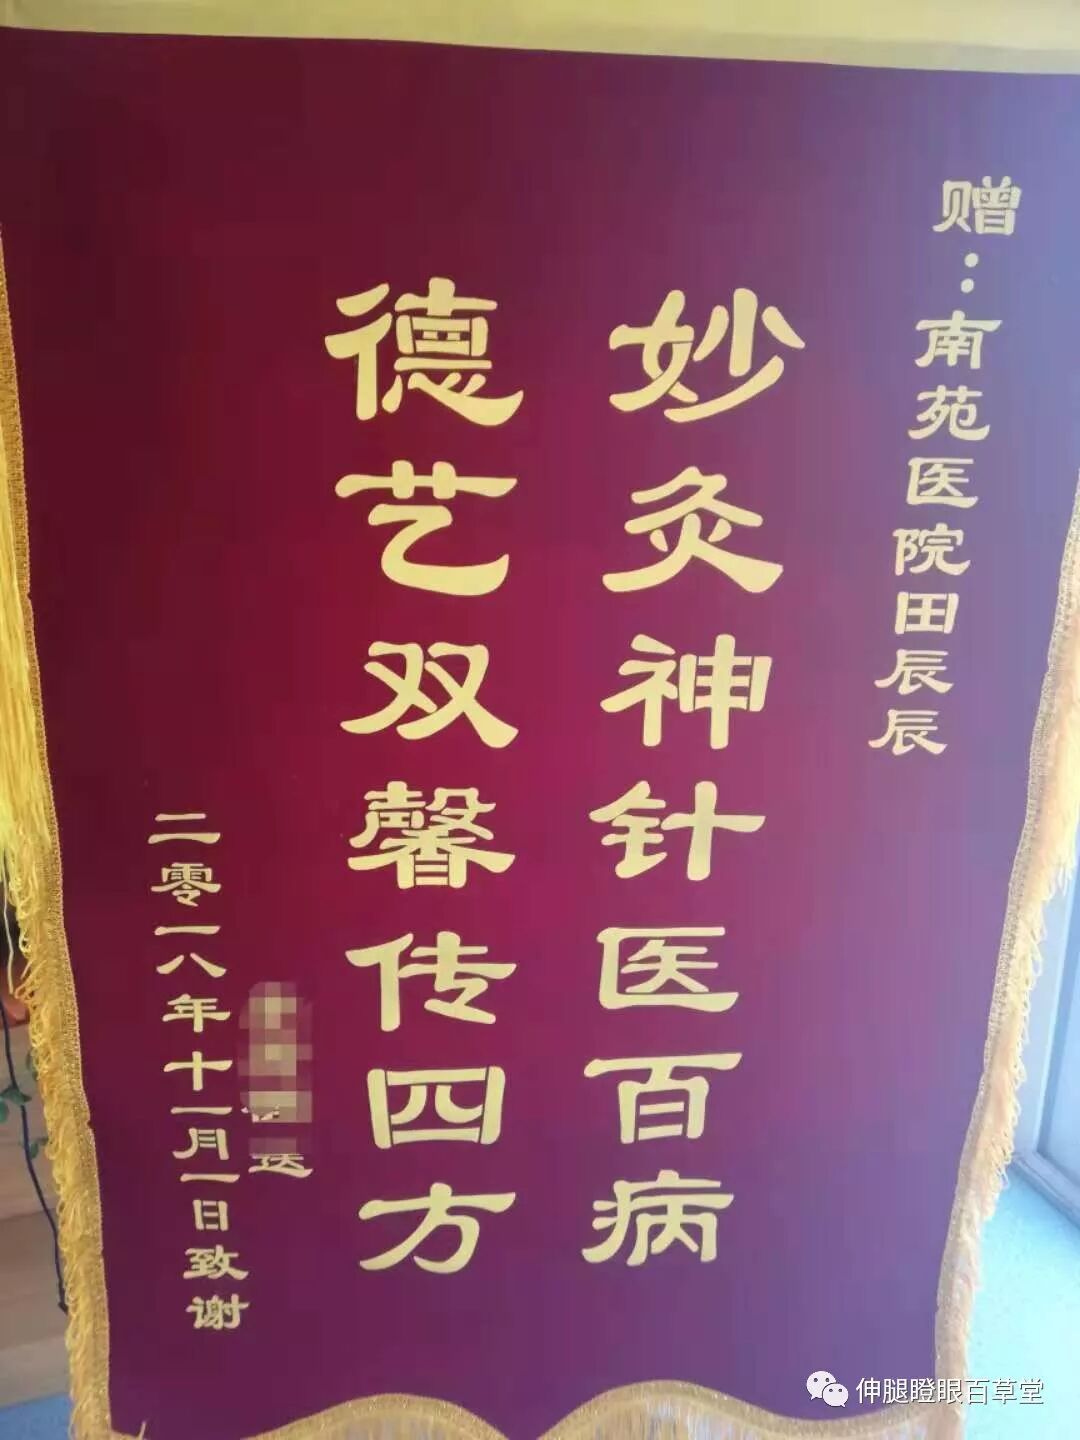 赠：南苑医院田辰辰
妙灸神针医百病
德艺双馨传四方
送
二零一八年十一月一日致谢
伸腿瞪眼百草堂